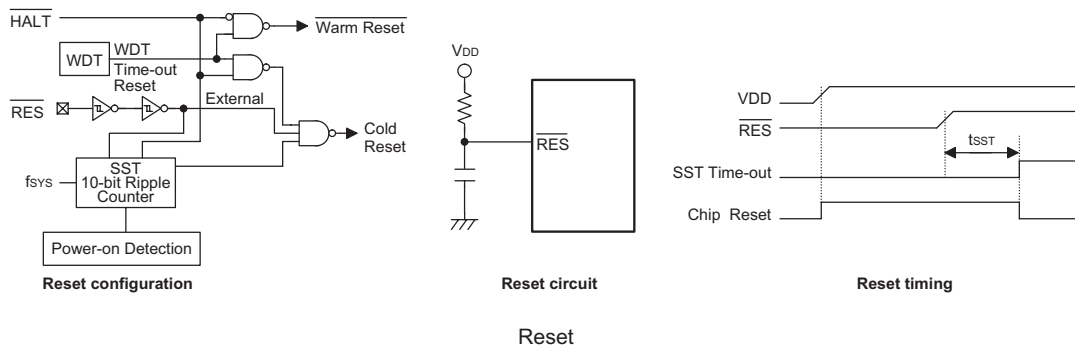 HALT
Warm Reset
WDT
WDT
Time-out
Reset
RES
External
Cold
Reset
SST
10-bit Ripple
Counter
fSYS
Power-on Detection
Reset configuration
VDD
RES
Reset circuit
VDD
RES
tSST
SST Time-out
Chip Reset
Reset timing
Reset